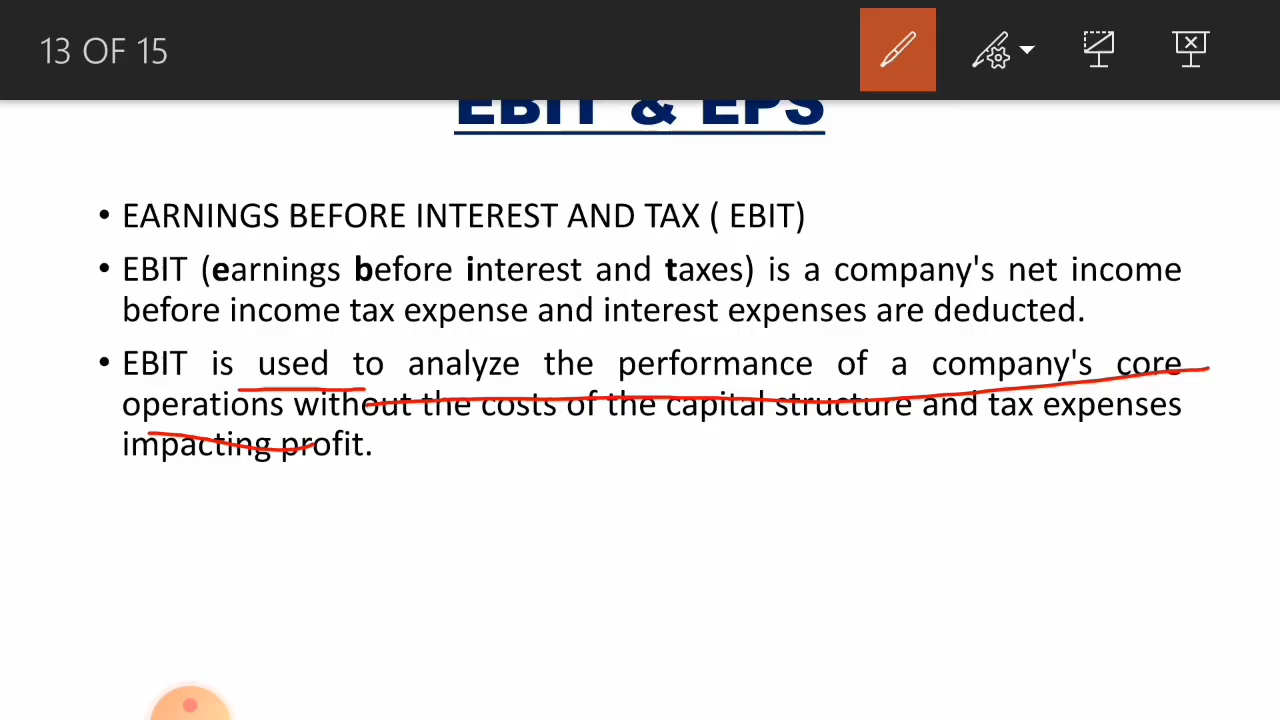 13 OF 15
EBIT & EPS
• EARNINGS BEFORE INTEREST AND TAX ( EBIT)
• EBIT (earnings before interest and taxes) is a company's net income
before income tax expense and interest expenses are deducted.
• EBIT is used to analyze the performance of a company's core
operations without the costs of the capital structure and tax expenses
impacting profit.